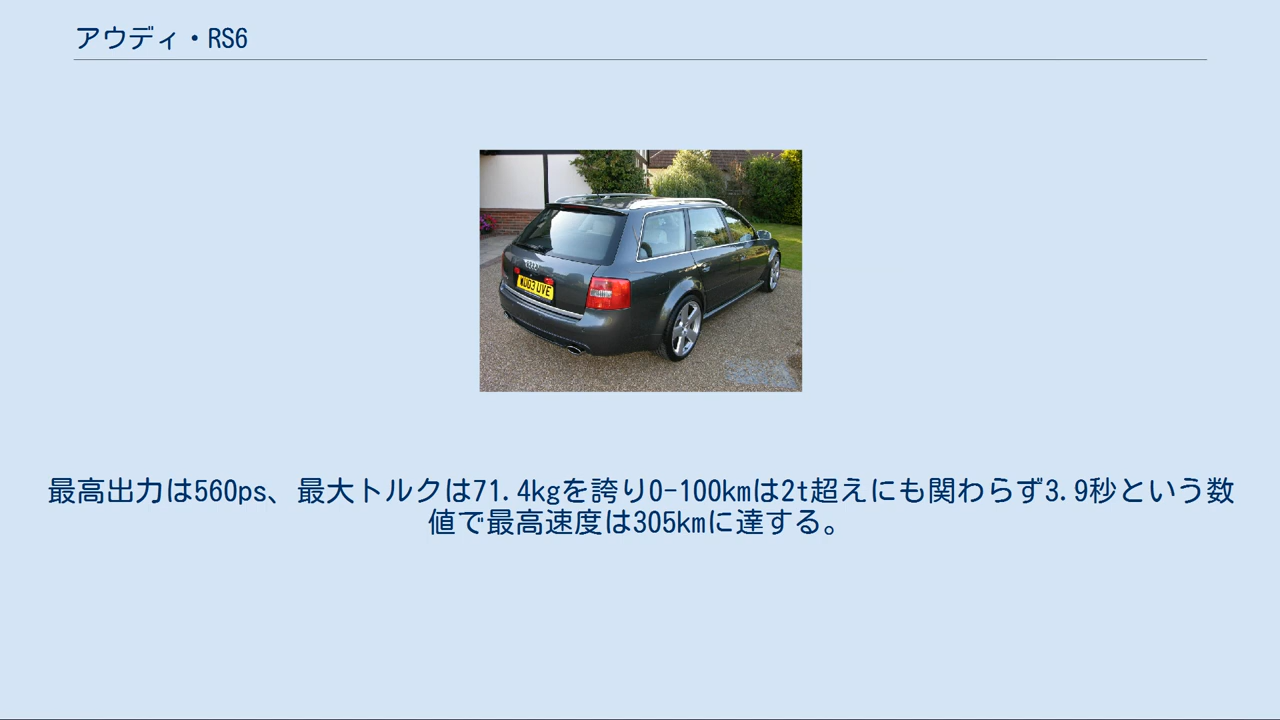 アウディ・RS6
WU03 UVE
最高出力は560ps、最大トルクは71.4kgを誇り0-100kmは2t超えにも関わらず3.9秒という数
値で最高速度は305kmに達する。